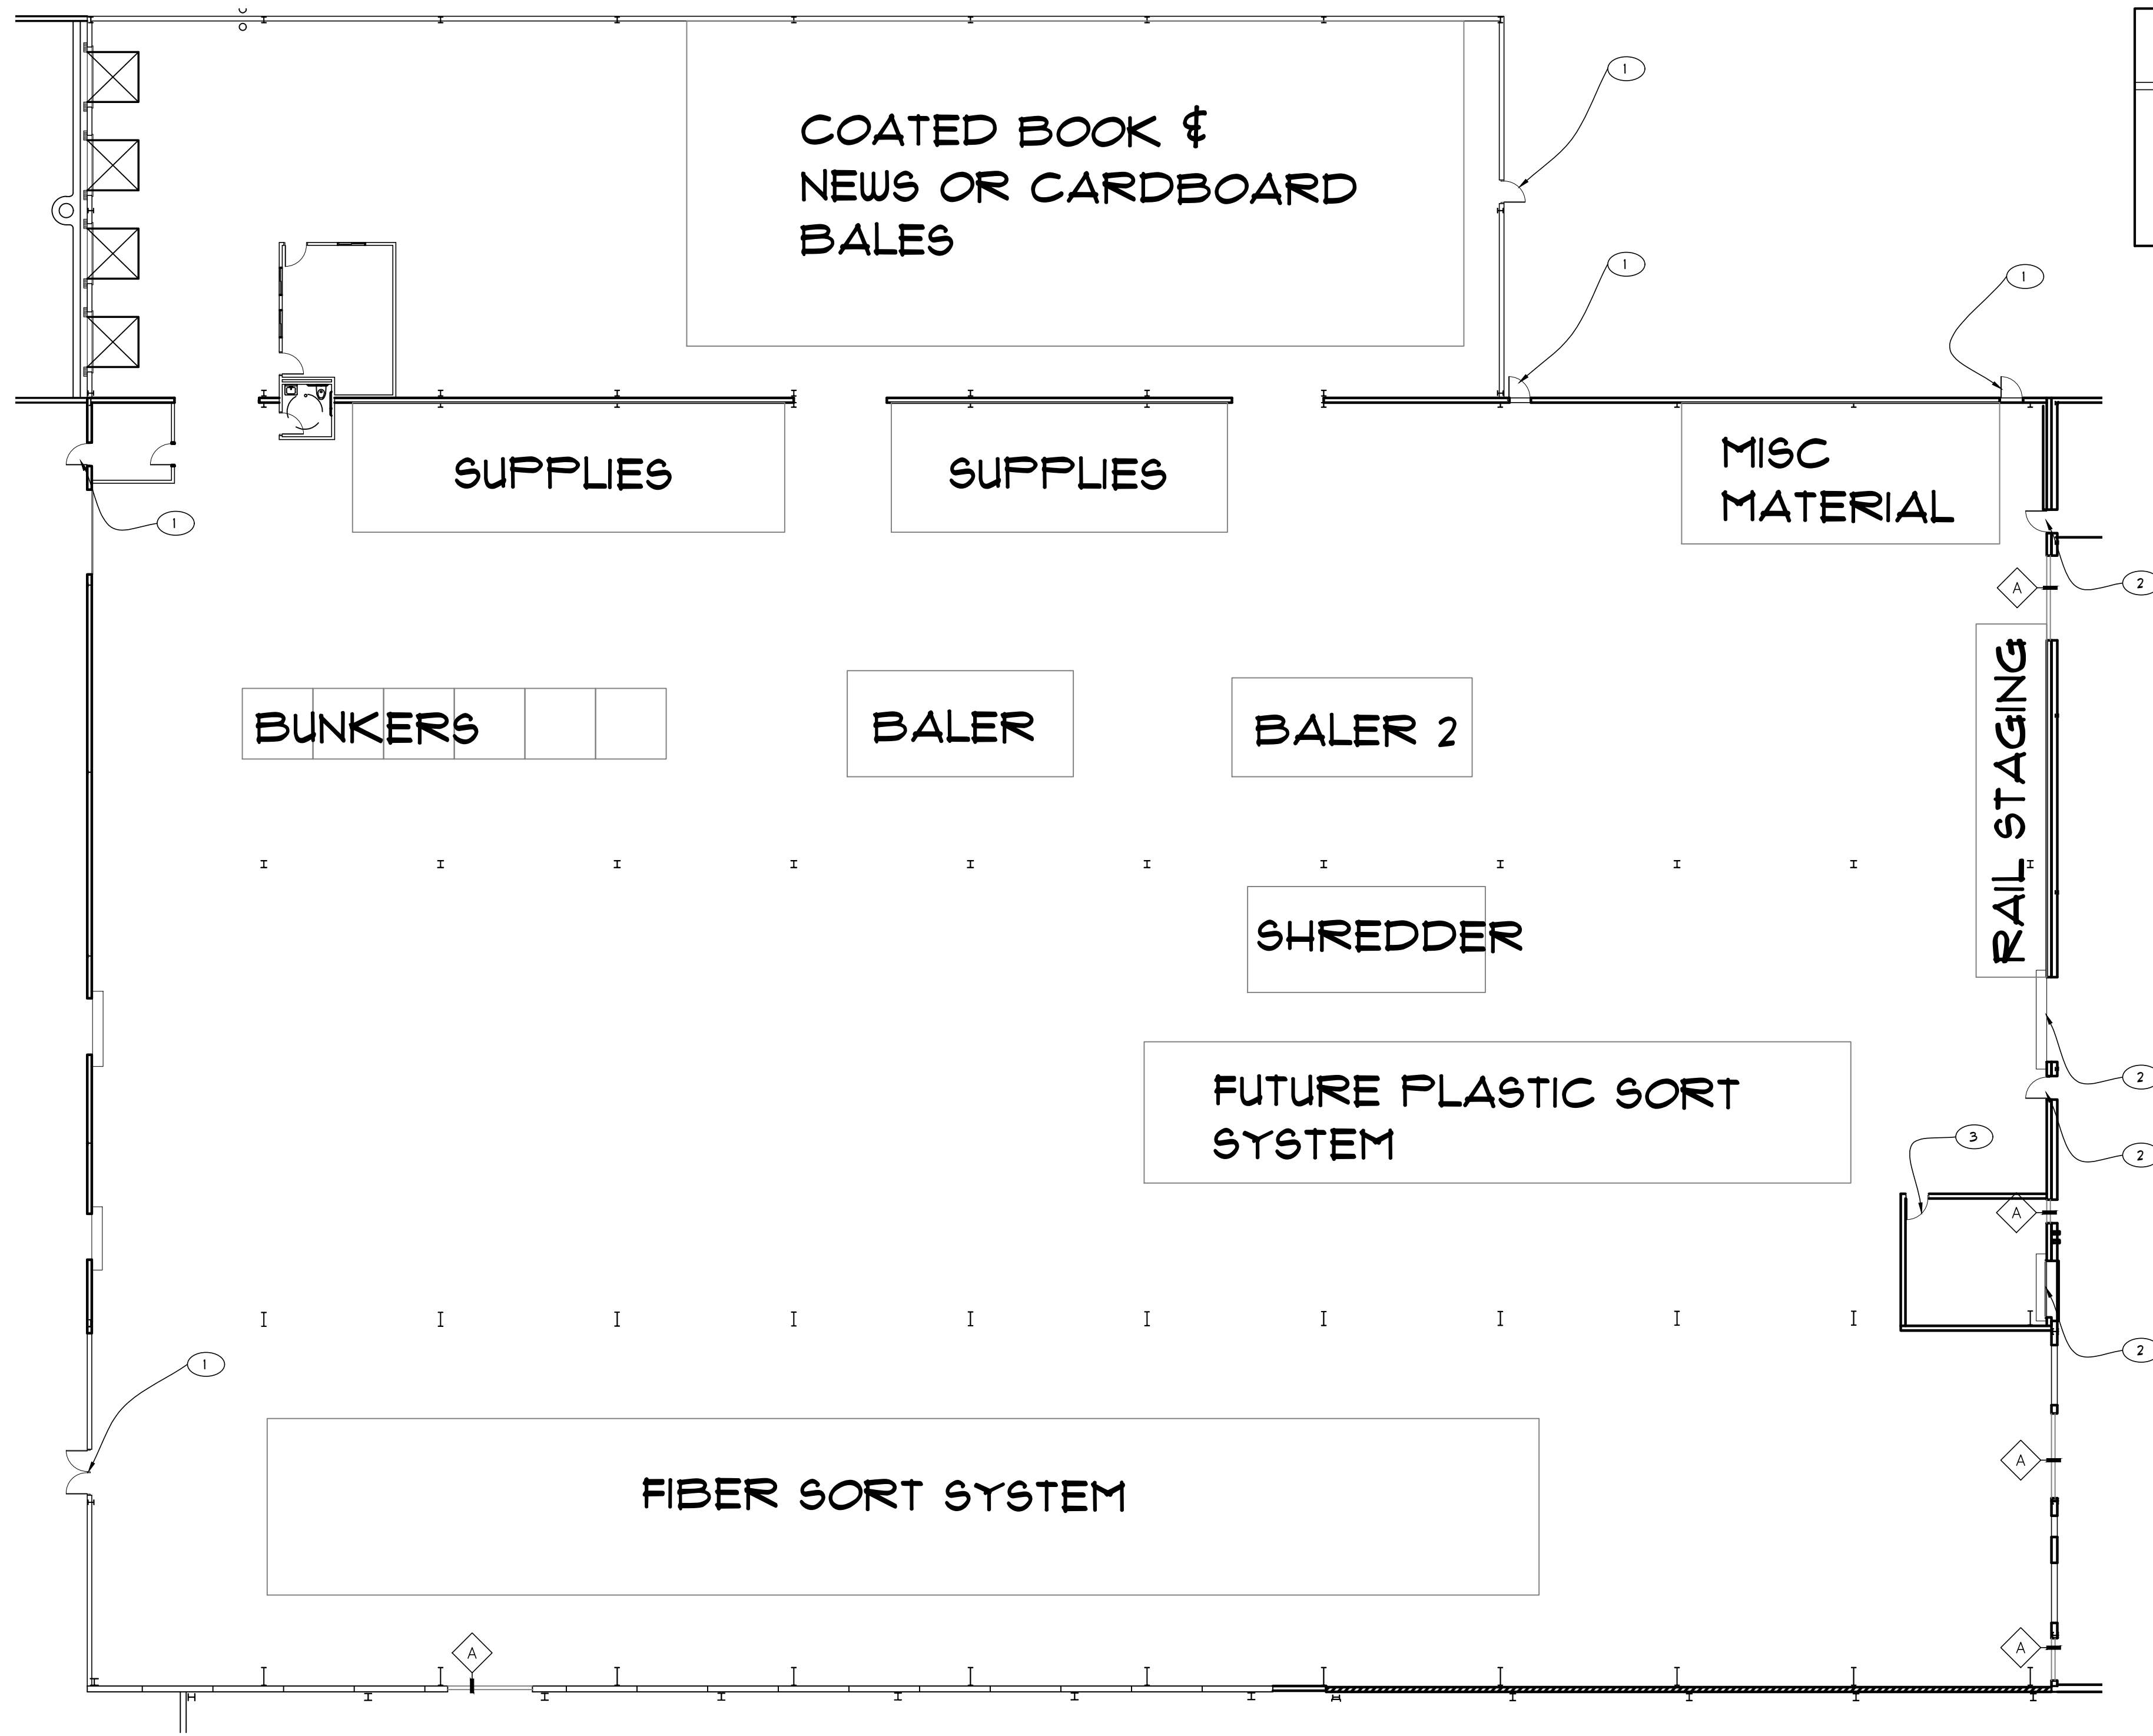 1
COATED BOOK &
NEWS OR CARDBOARD
BALES
1
1
SUPPLIES
SUPPLIES
MISC
MATERIAL
1
A
2
RAIL STAGING
BUNKERS
BALER
BALER 2
SHREDDER
FUTURE PLASTIC SORT
SYSTEM
2
3
2
A
1
2
A
FIBER SORT SYSTEM
A
A